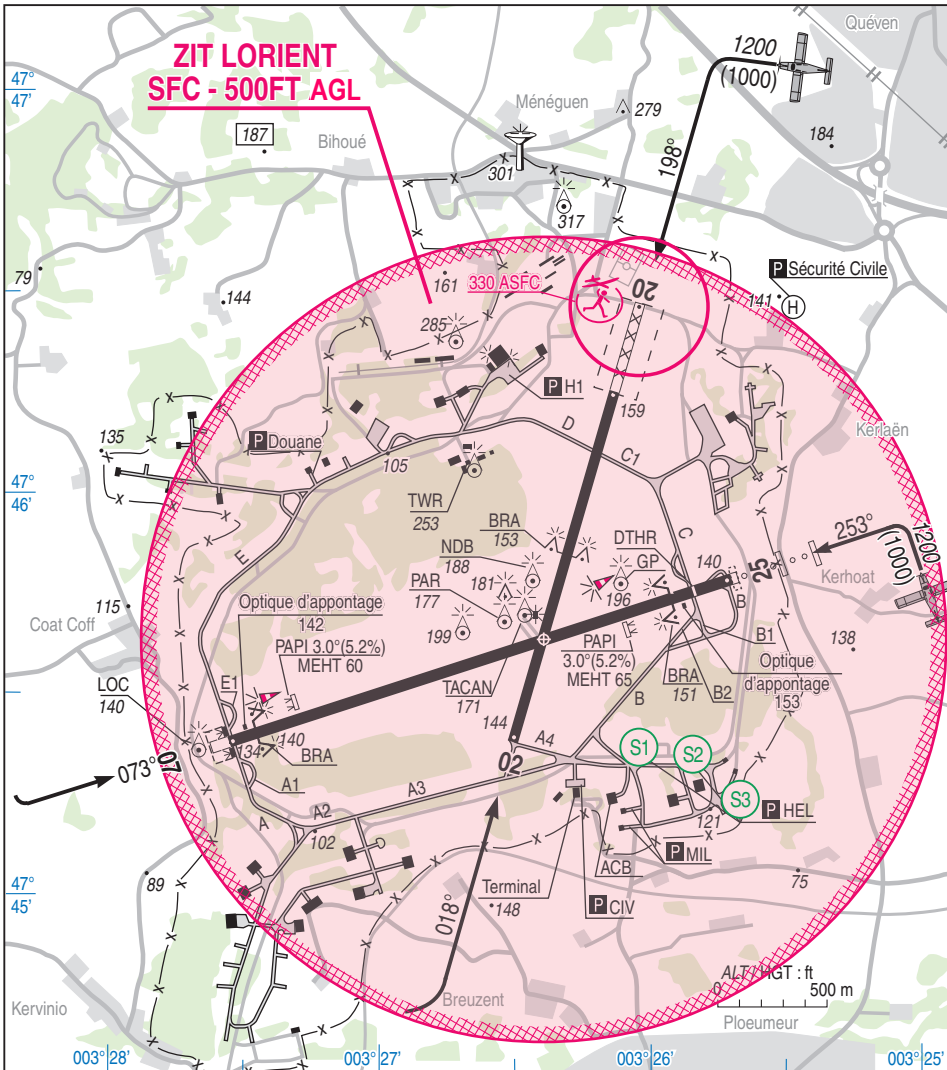 Quéven
ZIT LORIENT
SFC - 500FT AGL
1200
(1000)
47°
47'
Ménéguen
279
187
Bihoué
184
198°
301
317
79
144
161
330 ASFC
20
P Sécurité Civile
141
H
285
P H1
159
135
P Douane
D
C1
Kerlaën
105
47°
46'
TWR
253
BRA
153
DTHR
C
253°
1200
(1000)
NDB
188
GP
140
25
E
PAR
177
181
196
Kerhoat
B
115
Optique d'appontage
142
199
B1
138
Coat Coff
PAPI 3.0°(5.2%)
MEHT 60
PAPI
3.0°(5.2%)
MEHT 65
BRA
151
B2
Optique
d'appontage
153
LOC
140
E1
TACAN
171
B
144
A4
S1
S2
134
140
BRA
02
073°
07
A1
S3
A
A2
A3
P HEL
121
102
P MIL
ACB
89
47°
45'
Terminal
148
P CIV
75
018°
ALT / HGT : ft
0
500 m
Kervinio
Breuzent
Ploeumeur
003° 28'
003° 27'
003° 26'
003° 25'